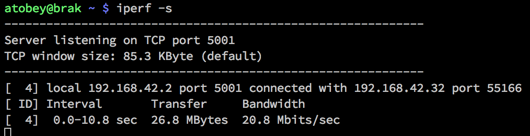 atobey@brak ~ $ iperf -s
------------------------------------------------------------
Server listening on TCP port 5001
TCP window size: 85.3 KByte (default)
------------------------------------------------------------
[  4] local 192.168.42.2 port 5001 connected with 192.168.42.32 port 55166
[ ID] Interval       Transfer     Bandwidth
[  4]  0.0-10.8 sec  26.8 MBytes  20.8 Mbits/sec